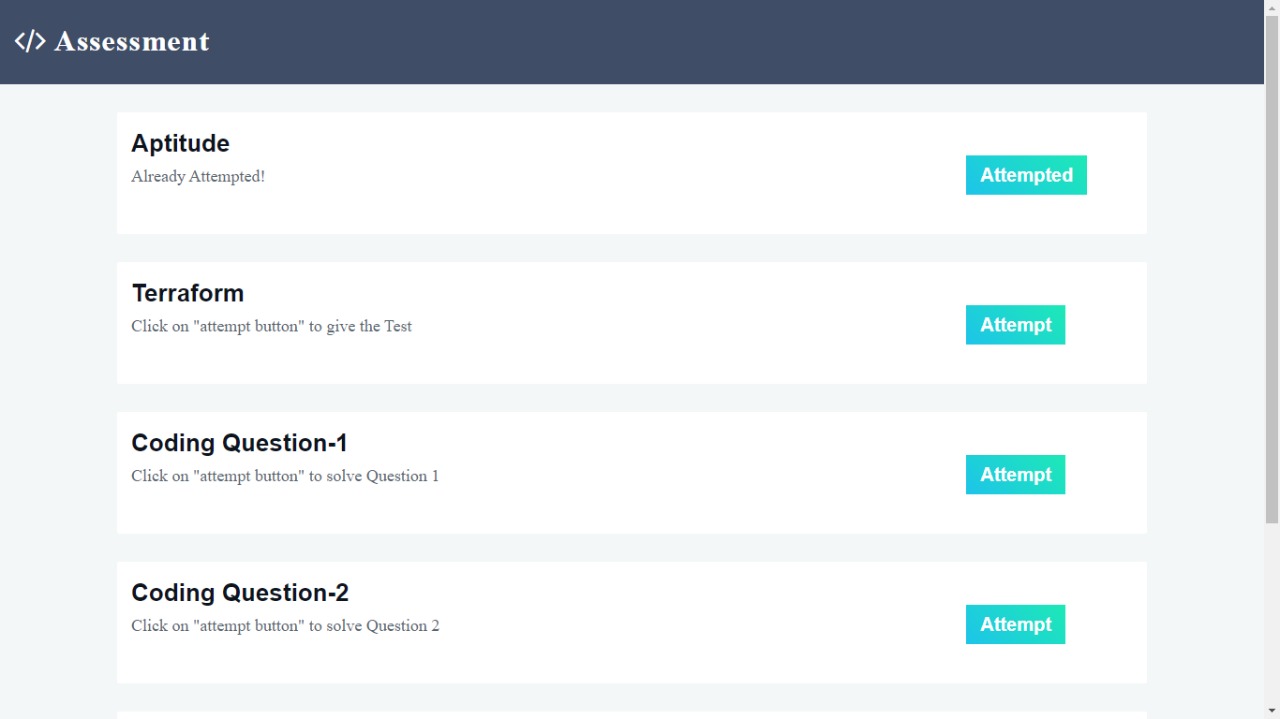 </> Assessment
Aptitude
Already Attempted!
Attempted
Terraform
Click on "attempt button" to give the Test
Attempt
Coding Question-1
Click on "attempt button" to solve Question 1
Attempt
Coding Question-2
Click on "attempt button" to solve Question 2
Attempt